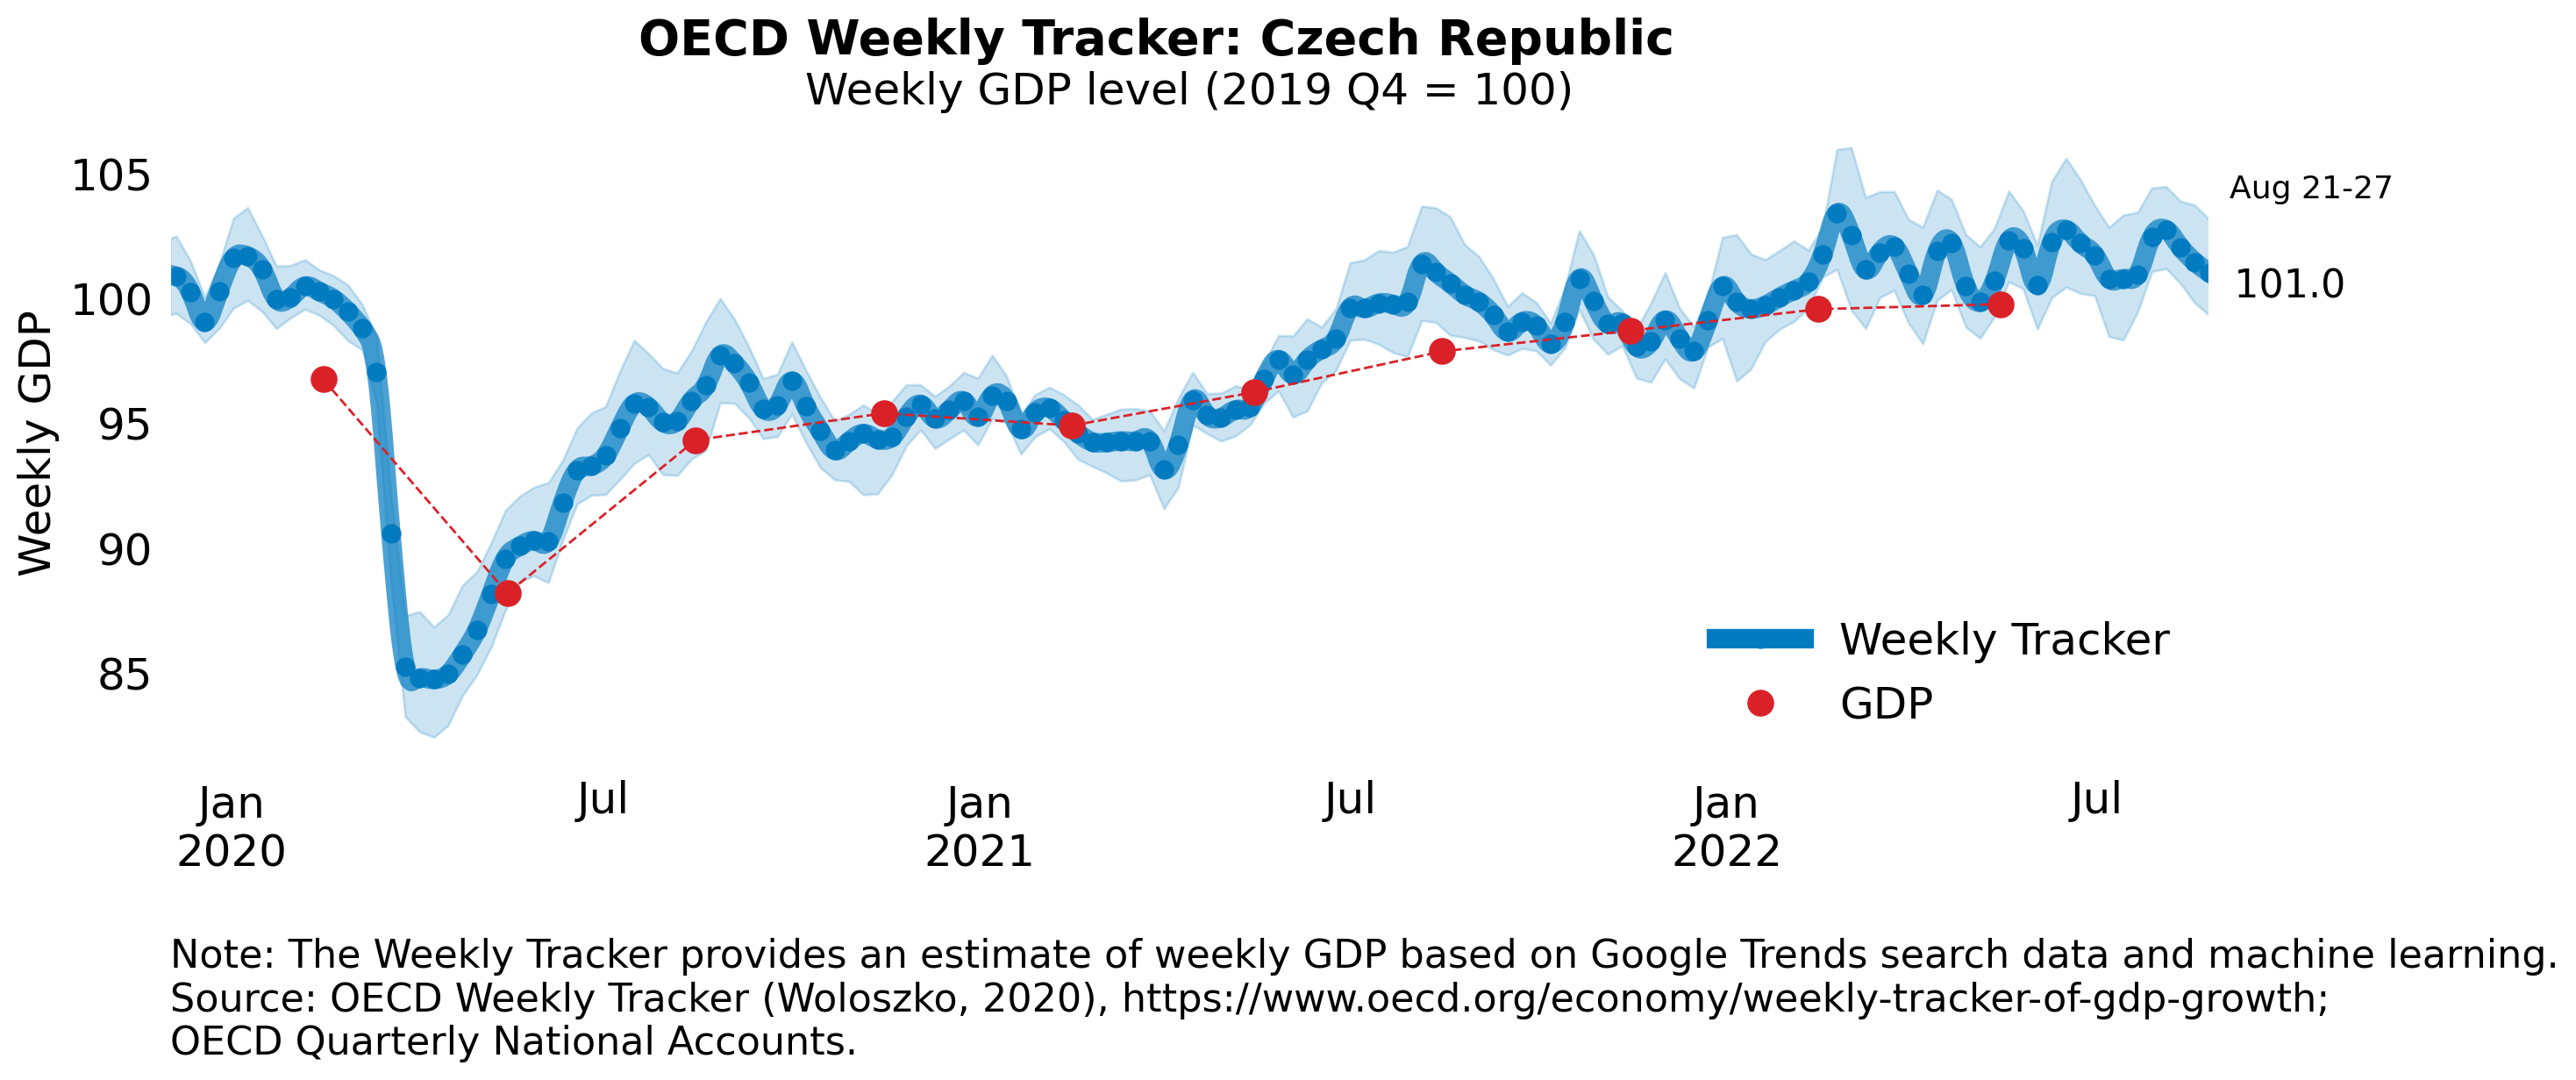 OECD Weekly Tracker: Czech Republic
Weekly GDP level (2019 Q4 = 100)
Weekly GDP
105
100
95
90
85
Aug 21-27
101.0
Weekly Tracker
GDP
Jan
2020
Jul
Jan
2021
Jul
Jan
2022
Jul
Note: The Weekly Tracker provides an estimate of weekly GDP based on Google Trends search data and machine learning.
Source: OECD Weekly Tracker (Woloszko, 2020), https://www.oecd.org/economy/weekly-tracker-of-gdp-growth;
OECD Quarterly National Accounts.